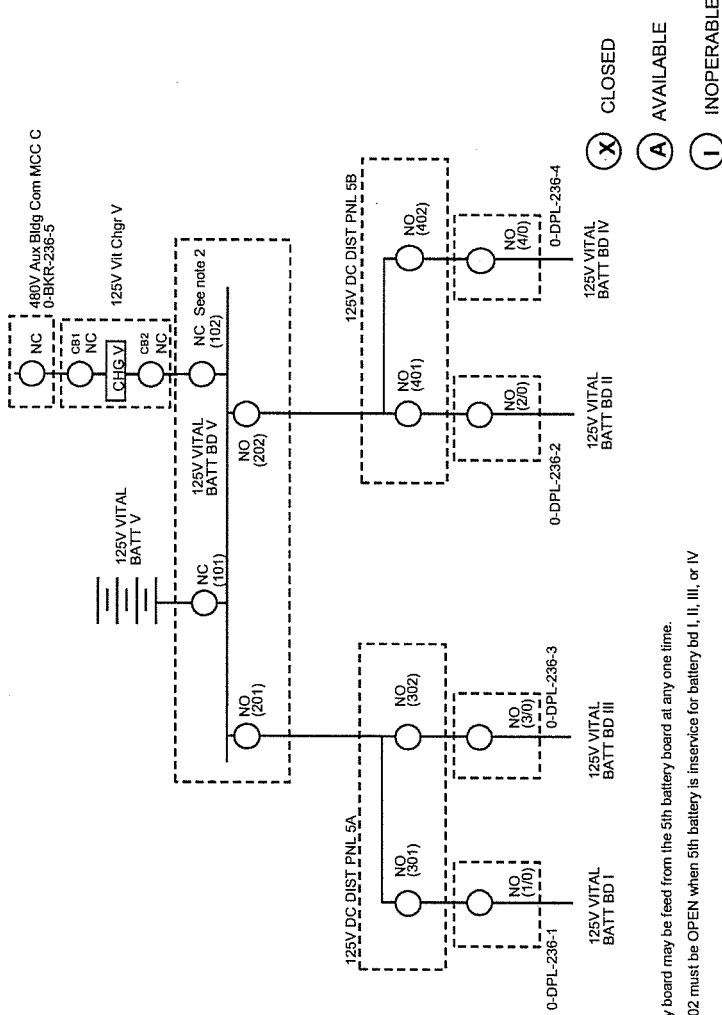 480V Aux Bldg Com MCC C
0-BKR-236-5
NC
125V Vit Chgr V
CB1
NC
CHG V
CB2
NC
125V VITAL
BATT V
NC See note 2
(102)
NC
(101)
125V VITAL
BATT BD V
NO
(201)
NO
(202)
125V DC DIST PNL 5A
NO
(301)
NO
(302)
125V DC DIST PNL 5B
NO
(401)
NO
(402)
0-DPL-236-1
NO
(1/0)
125V VITAL
BATT BD I
NO
(3/0)
0-DPL-236-3
125V VITAL
BATT BD III
0-DPL-236-2
NO
(2/0)
125V VITAL
BATT BD II
NO
(4/0)
0-DPL-236-4
125V VITAL
BATT BD IV
X CLOSED
A AVAILABLE
I INOPERABLE
board may be feed from the 5th battery board at any one time.
02 must be OPEN when 5th battery is inservice for battery bd I, II, III, or IV